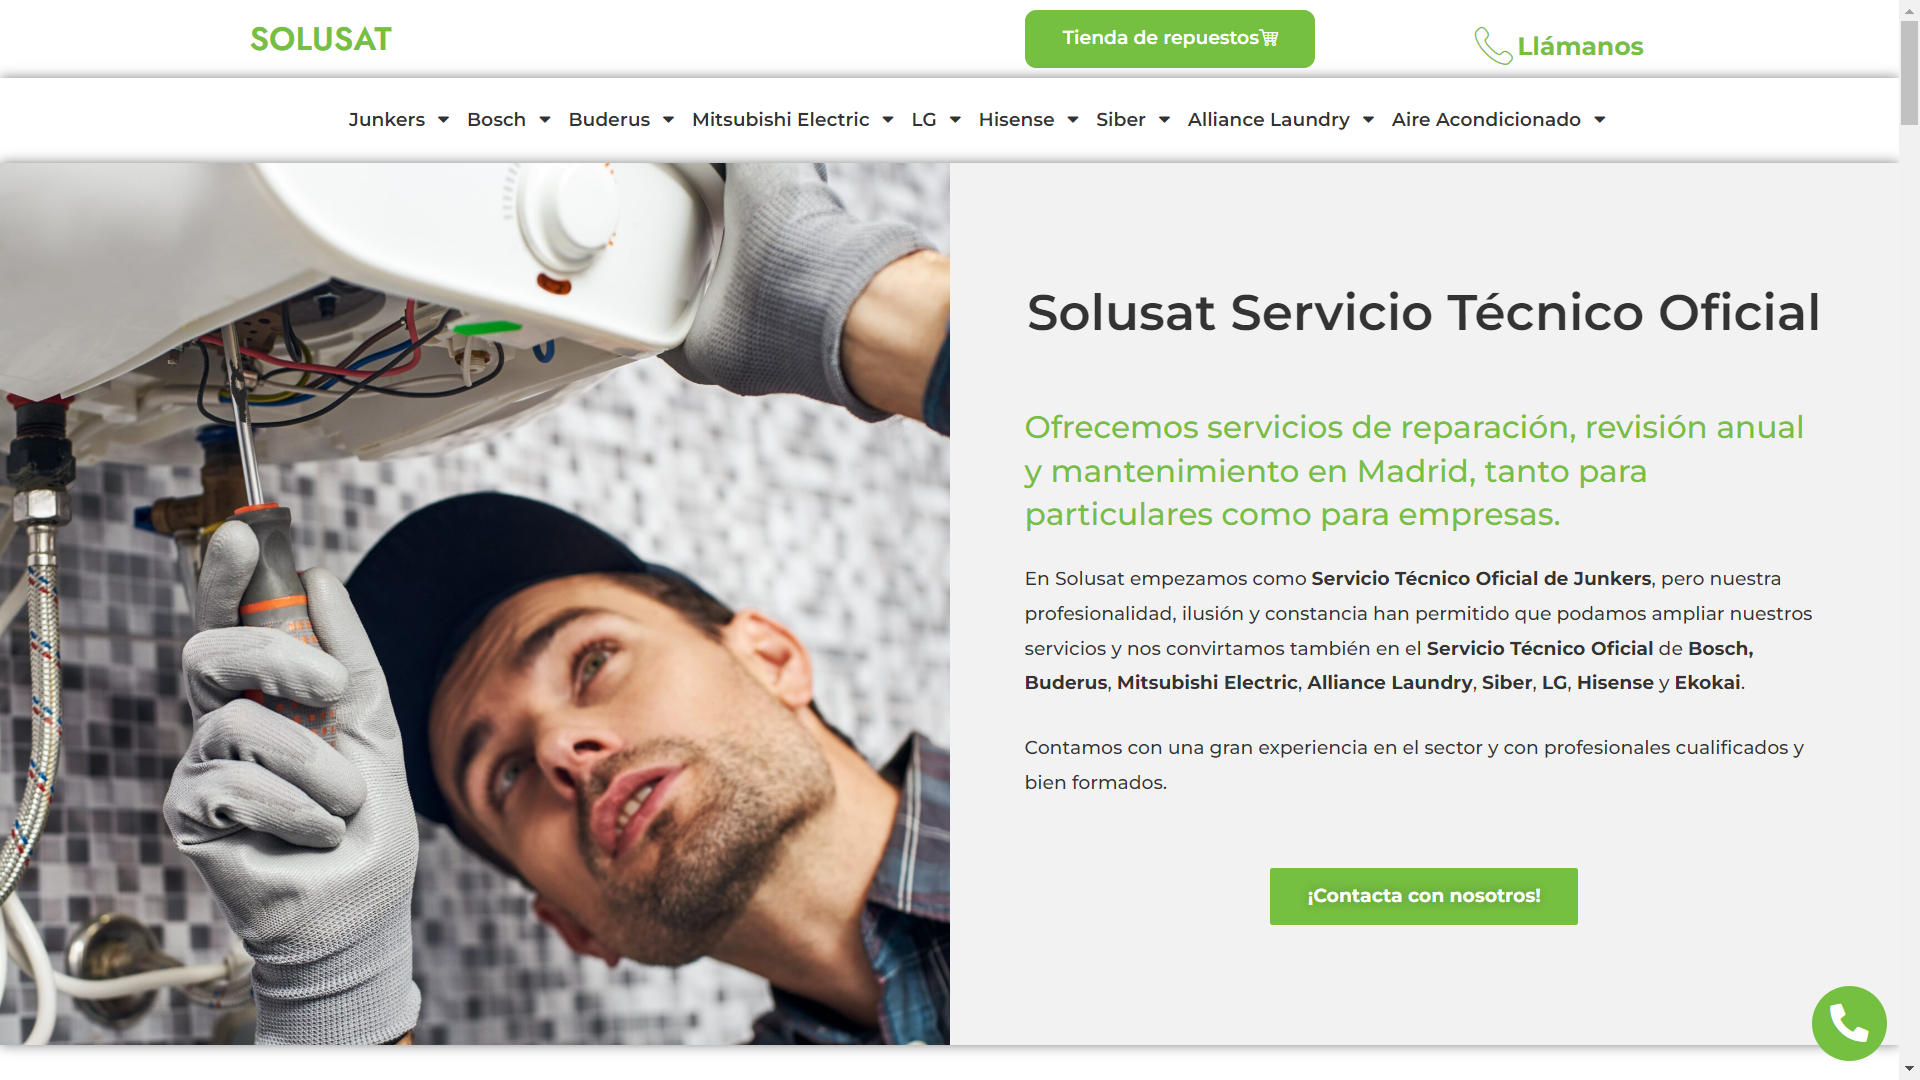 SOLUSAT
Tienda de repuestos
Llámanos
Junkers Bosch Buderus Mitsubishi Electric LG Hisense Siber Alliance Laundry Aire Acondicionado
Solusat Servicio Técnico Oficial
Ofrecemos servicios de reparación, revisión anual
y mantenimiento en Madrid, tanto para
particulares como para empresas.
En Solusat empezamos como Servicio Técnico Oficial de Junkers, pero nuestra
profesionalidad, ilusión y constancia han permitido que podamos ampliar nuestros
servicios y nos convirtamos también en el Servicio Técnico Oficial de Bosch,
Buderus, Mitsubishi Electric, Alliance Laundry, Siber, LG, Hisense y Ekokai.
Contamos con una gran experiencia en el sector y con profesionales cualificados y
bien formados.
¡Contacta con nosotros!